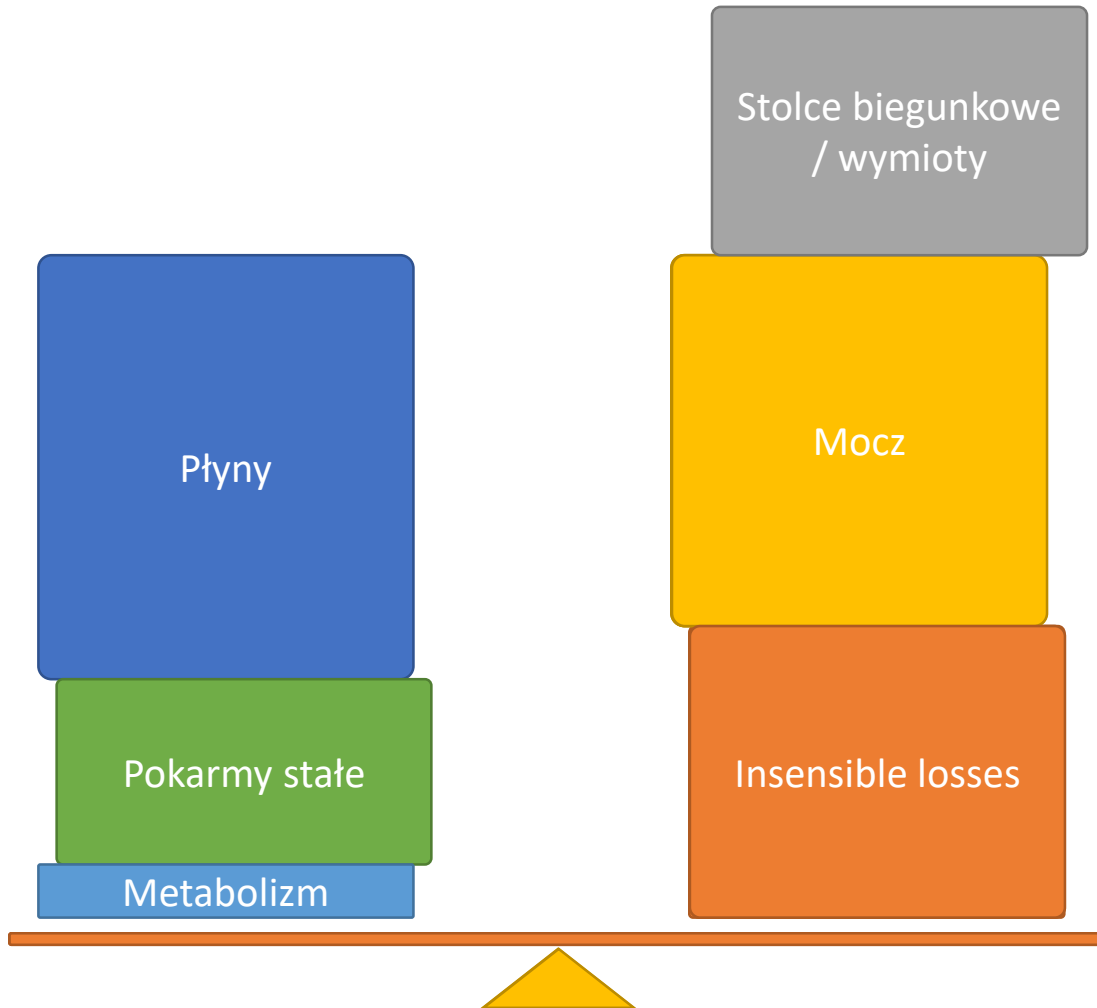 Stolce biegunkowe
/ wymioty
Płyny
Mocz
Pokarmy stałe
Insensible losses
Metabolizm